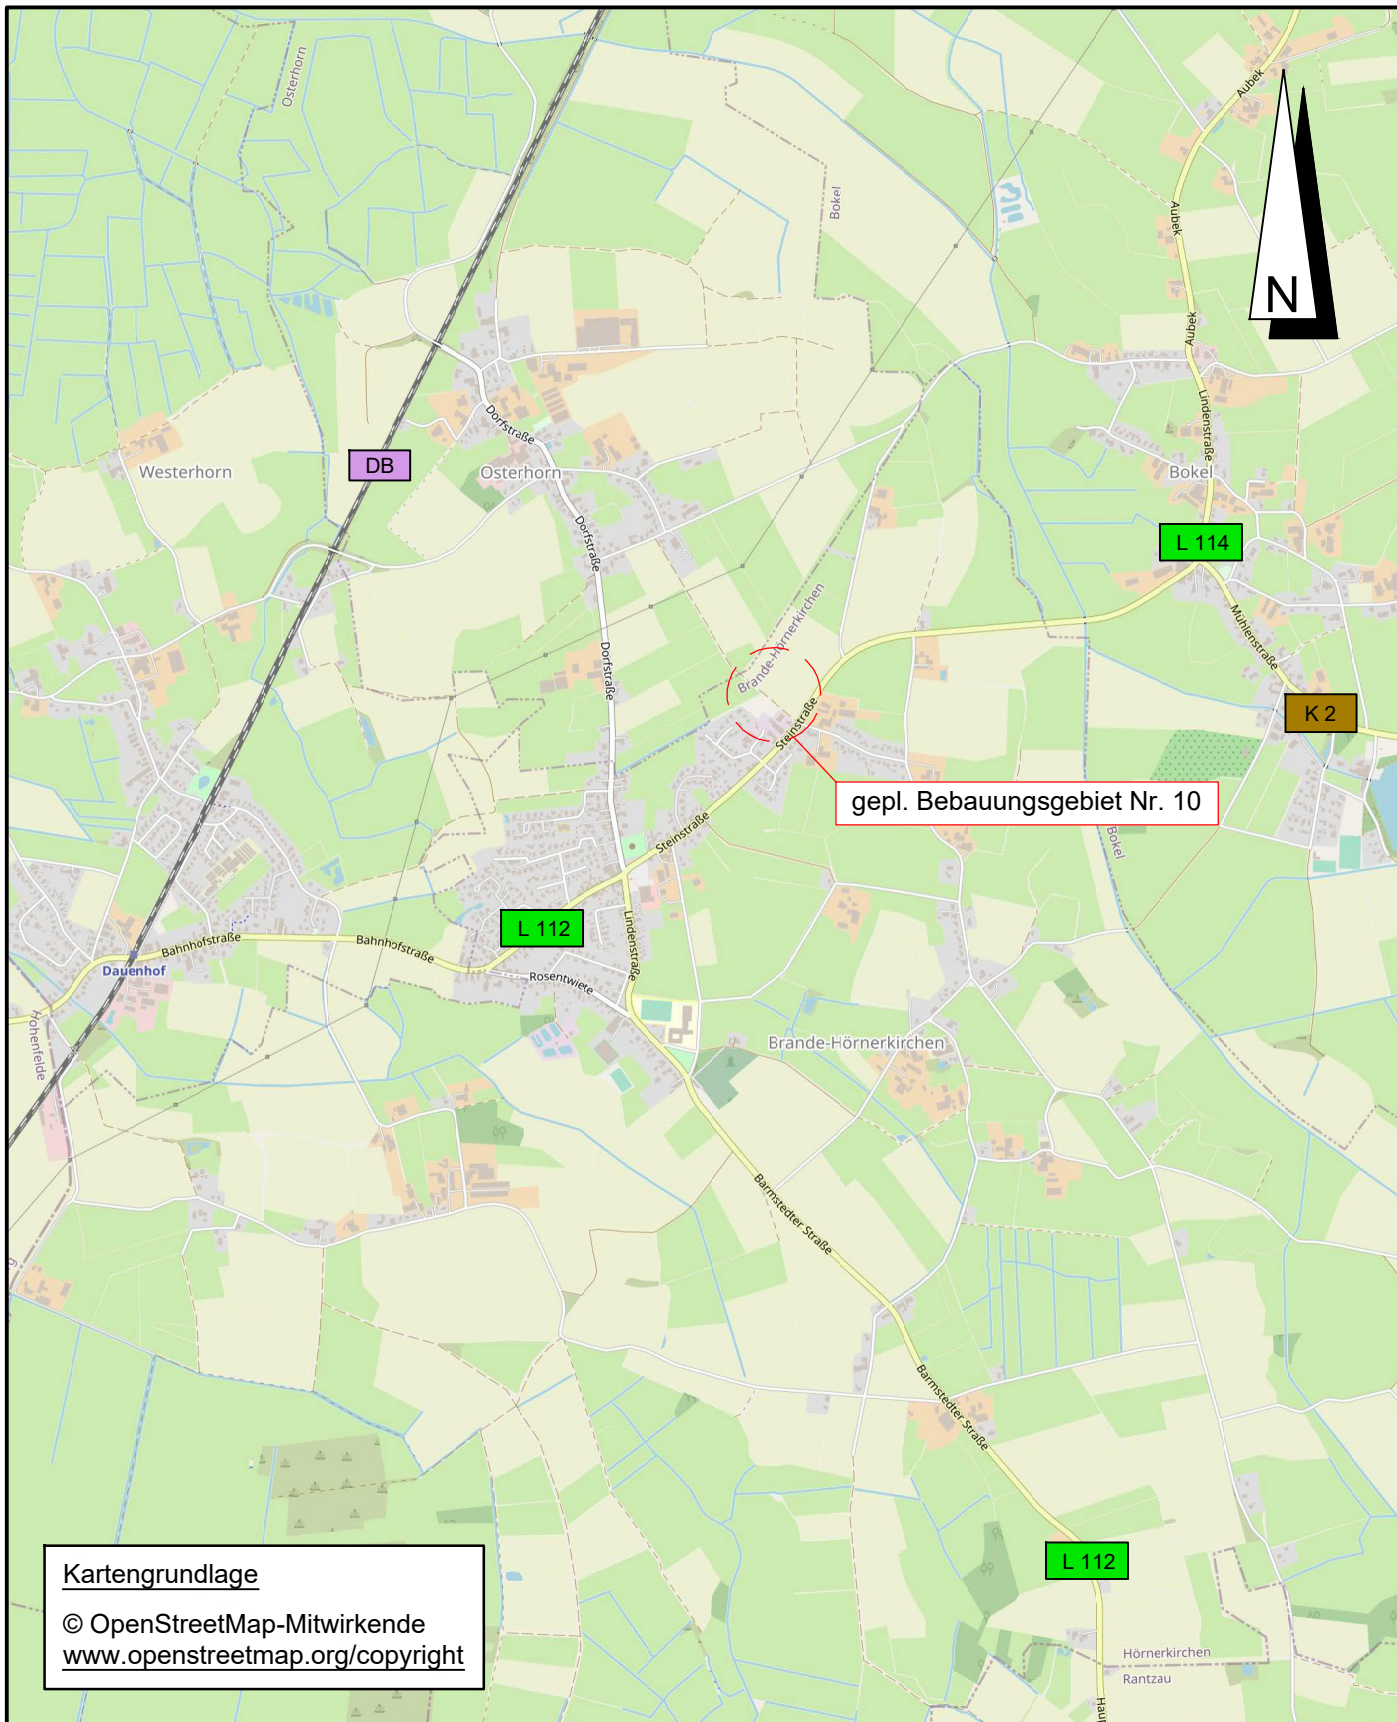 Osterhorn
Aubek
Bokel
Aubek
N
Aubek
Dorfstraße
Lindenstraße
DB
Westerhorn
Osterhorn
Bokel
Dorfstraße
L 114
Brande-Hörnerkirchen
Mühlenstraße
Dorfstraße
Steinstraße
K 2
gepl. Bebauungsgebiet Nr. 10
Steinstraße
Bokel
L 112
Lindenstraße
Bahnhofstraße
Bahnhofstraße
Dauenhof
Rosentwiete
Hohenfelde
Brande-Hörnerkirchen
Barmstedter Straße
Barmstedter Straße
L 112
Kartengrundlage
© OpenStreetMap-Mitwirkende
www.openstreetmap.org/copyright
Hörnerkirchen
Rantzau
Haup